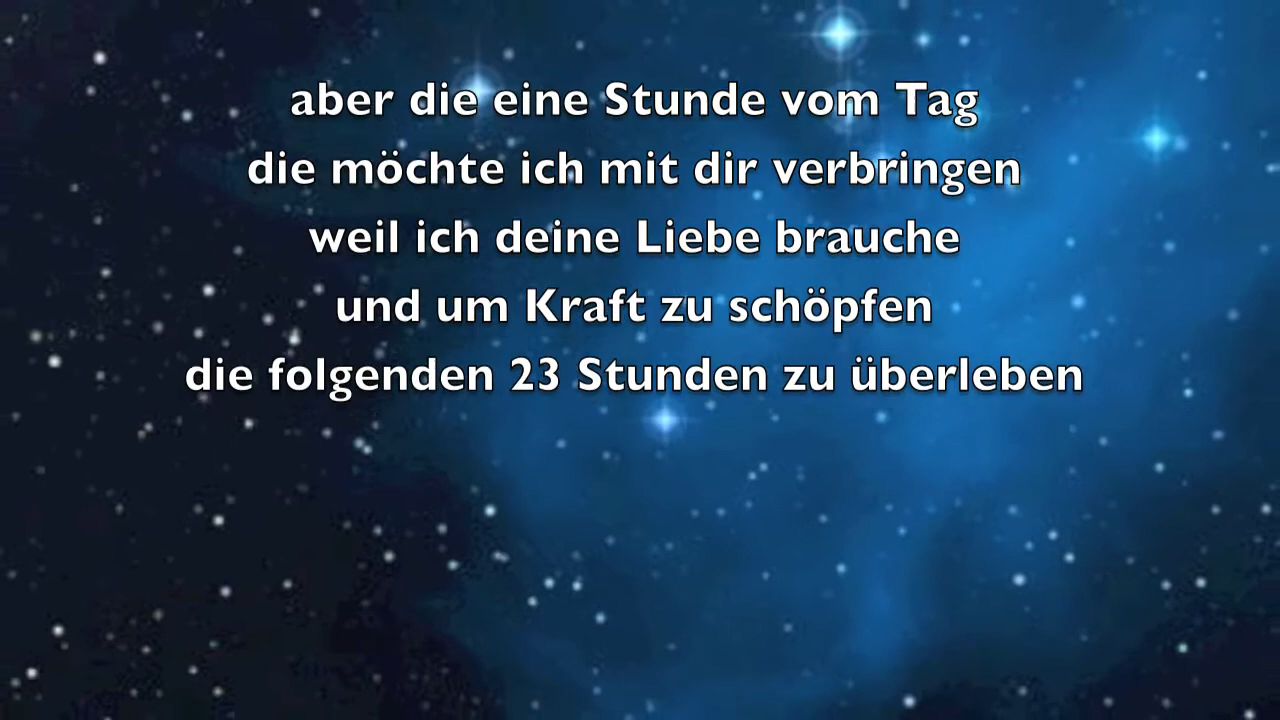 aber die eine Stunde vom Tag
die möchte ich mit dir verbringen
weil ich deine Liebe brauche
und um Kraft zu schöpfen
die folgenden 23 Stunden zu überleben